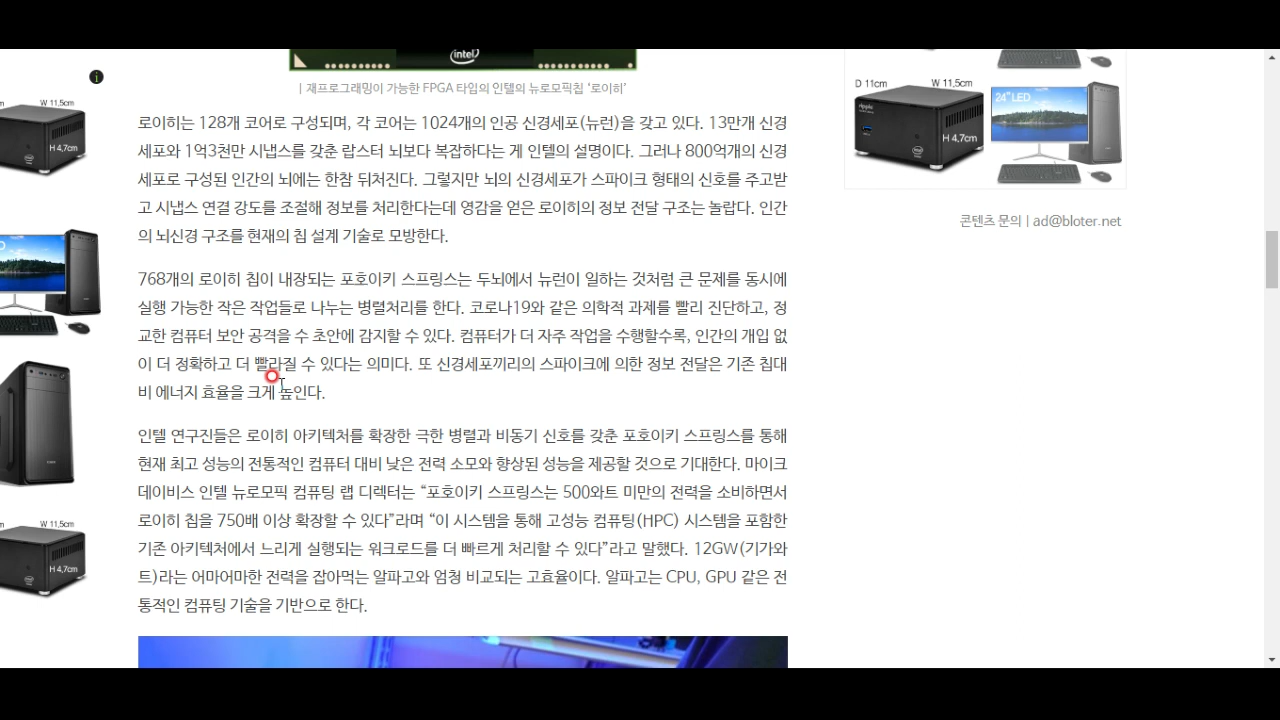 intel
| 재프로그래밍이 가능한 FPGA 타입의 인텔의 뉴로모픽칩 ‘로이히’
로이히는 128개 코어로 구성되며, 각 코어는 1024개의 인공 신경세포(뉴런)을 갖고 있다. 13만개 신경
세포와 1억3천만 시냅스를 갖춘 랍스터 뇌보다 복잡하다는 게 인텔의 설명이다. 그러나 800억개의 신경
세포로 구성된 인간의 뇌에는 한참 뒤처진다. 그렇지만 뇌의 신경세포가 스파이크 형태의 신호를 주고받
고 시냅스 연결 강도를 조절해 정보를 처리한다는데 영감을 얻은 로이히의 정보 전달 구조는 놀랍다. 인간
의 뇌신경 구조를 현재의 칩 설계 기술로 모방한다.
768개의 로이히 칩이 내장되는 포호이키 스프링스는 두뇌에서 뉴런이 일하는 것처럼 큰 문제를 동시에
실행 가능한 작은 작업들로 나누는 병렬처리를 한다. 코로나19와 같은 의학적 과제를 빨리 진단하고, 정
교한 컴퓨터 보안 공격을 수 초안에 감지할 수 있다. 컴퓨터가 더 자주 작업을 수행할수록, 인간의 개입 없
이 더 정확하고 더 빨라질 수 있다는 의미다. 또 신경세포끼리의 스파이크에 의한 정보 전달은 기존 칩대
비 에너지 효율을 크게 높인다.
인텔 연구진들은 로이히 아키텍처를 확장한 극한 병렬과 비동기 신호를 갖춘 포호이키 스프링스를 통해
현재 최고 성능의 전통적인 컴퓨터 대비 낮은 전력 소모와 향상된 성능을 제공할 것으로 기대한다. 마이크
데이비스 인텔 뉴로모픽 컴퓨팅 랩 디렉터는 “포호이키 스프링스는 500와트 미만의 전력을 소비하면서
로이히 칩을 750배 이상 확장할 수 있다”라며 “이 시스템을 통해 고성능 컴퓨팅(HPC) 시스템을 포함한
기존 아키텍처에서 느리게 실행되는 워크로드를 더 빠르게 처리할 수 있다”라고 말했다. 12GW(기가와
트)라는 어마어마한 전력을 잡아먹는 알파고와 엄청 비교되는 고효율이다. 알파고는 CPU, GPU 같은 전
통적인 컴퓨팅 기술을 기반으로 한다.
W 11,5cm
H 4,7cm
W 11,5cm
H 4,7cm
D 11cm
W 11,5cm
24" LED
H 4,7cm
콘텐츠 문의 | ad@bloter.net